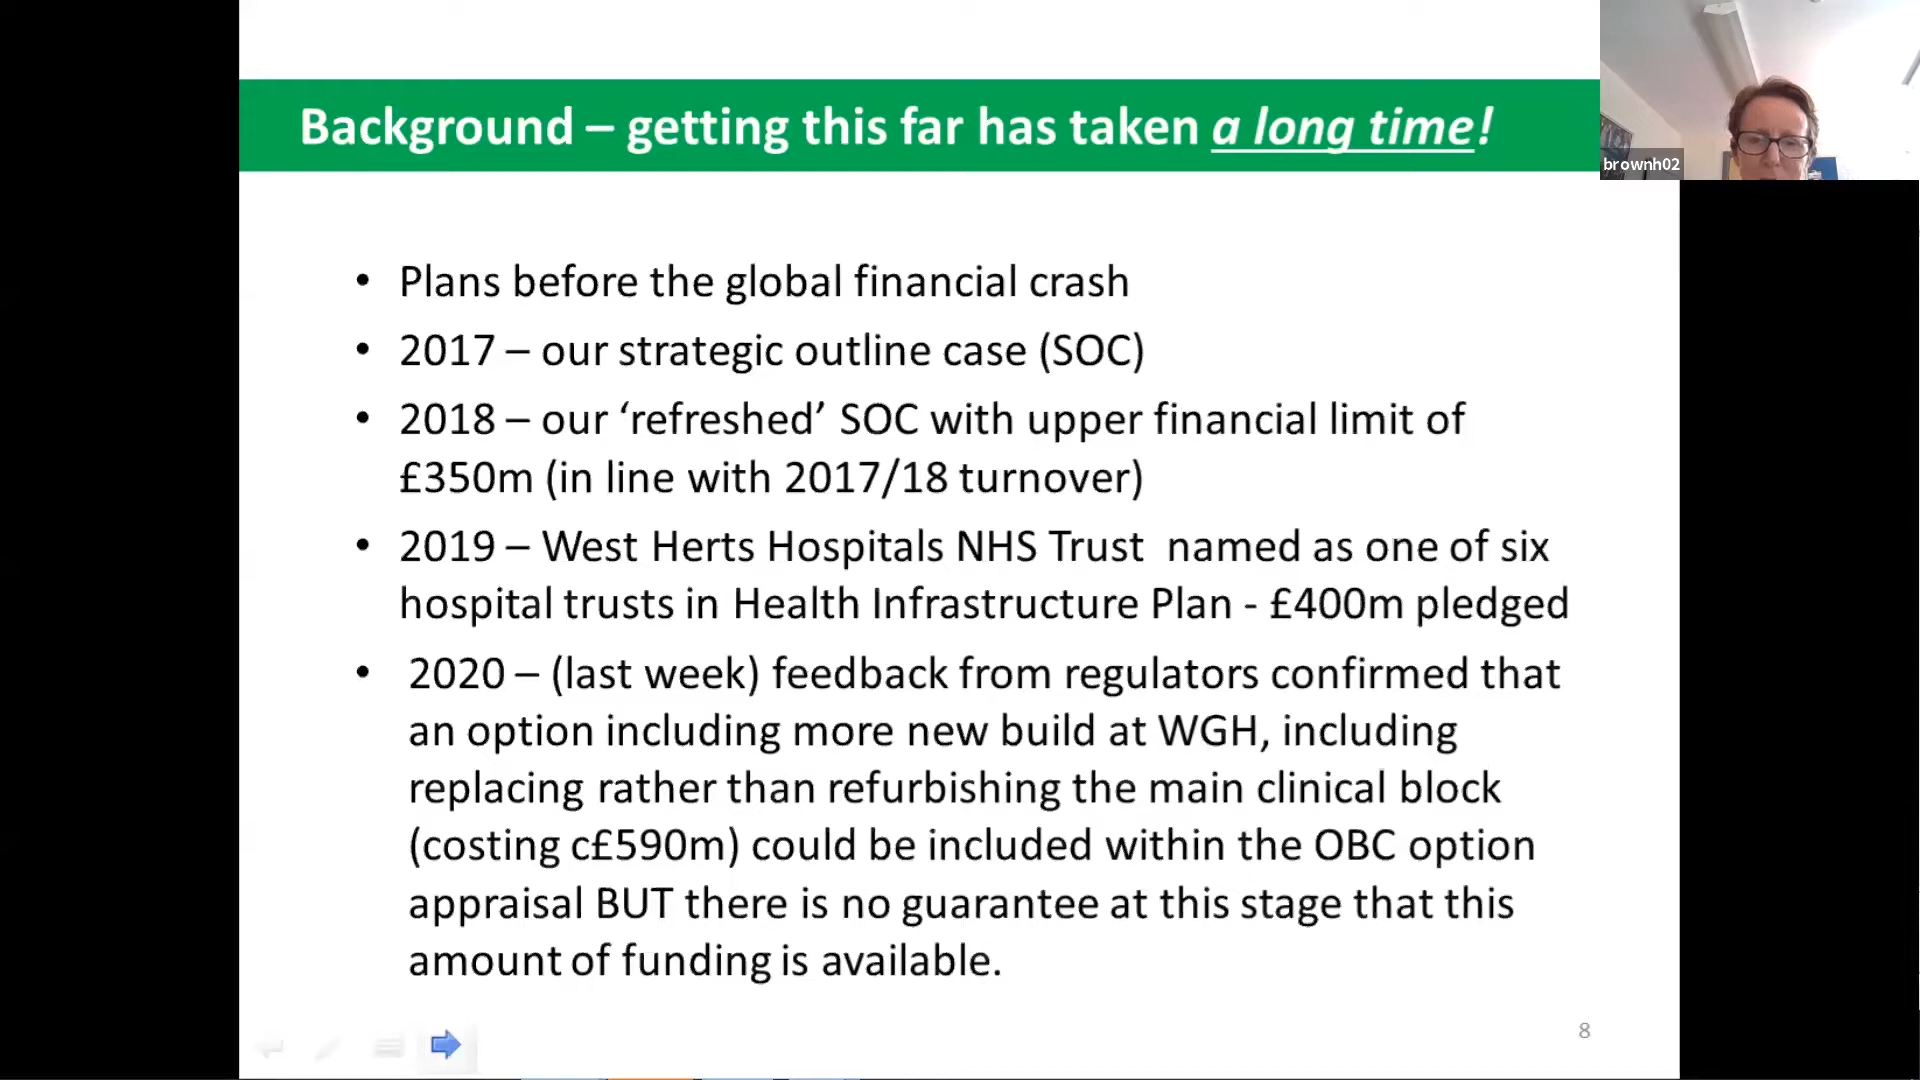 Background – getting this far has taken a long time!
brownh02
• Plans before the global financial crash
• 2017 – our strategic outline case (SOC)
• 2018 – our ‘refreshed’ SOC with upper financial limit of
£350m (in line with 2017/18 turnover)
• 2019 – West Herts Hospitals NHS Trust named as one of six
hospital trusts in Health Infrastructure Plan - £400m pledged
• 2020 – (last week) feedback from regulators confirmed that
an option including more new build at WGH, including
replacing rather than refurbishing the main clinical block
(costing c£590m) could be included within the OBC option
appraisal BUT there is no guarantee at this stage that this
amount of funding is available.
8